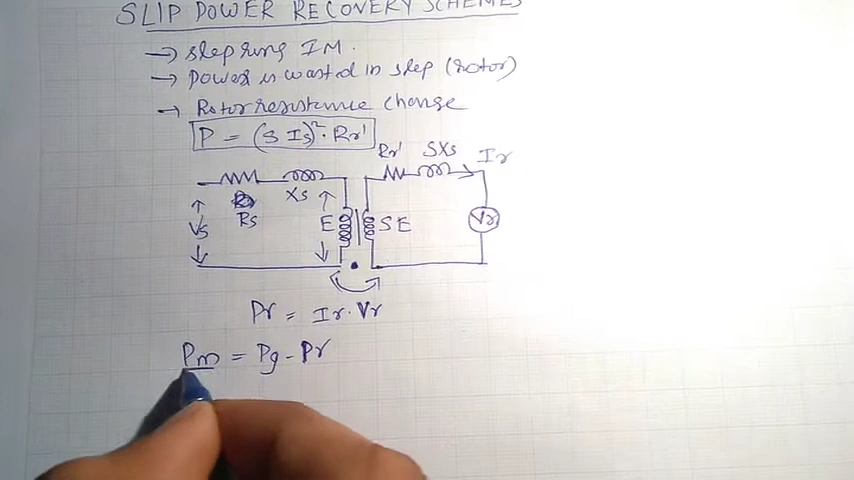 SLIP POWER RECOVERY SCHEMES
→ slip ring IM.
→ Power is wasted in slip (rotor)
→ Rotor resistance change
P = (S Is)². Rr'
Rr' SXs Ir
Rs Xs
Vs E SE Vr
Pr = Ir. Vr
Pm = Pg - Pr